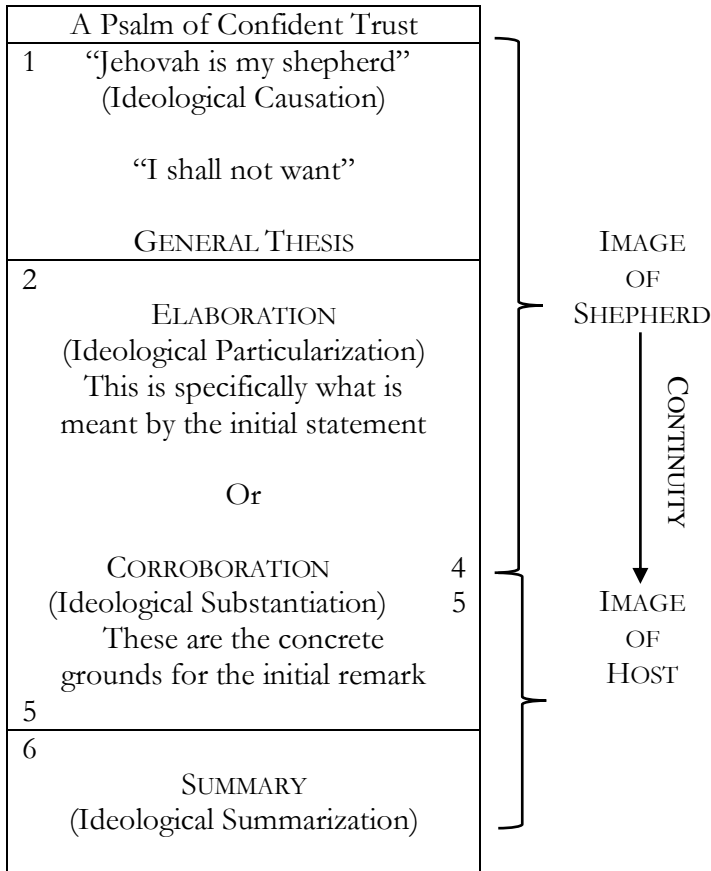 A Psalm of Confident Trust
1 “Jehovah is my shepherd”
(Ideological Causation)
“I shall not want”
GENERAL THESIS
2
ELABORATION
(Ideological Particularization)
This is specifically what is
meant by the initial statement
Or
CORROBORATION 4
(Ideological Substantiation) 5
These are the concrete
grounds for the initial remark
5
6
SUMMARY
(Ideological Summarization)
IMAGE
OF
SHEPHERD
CONTINUITY
IMAGE
OF
HOST